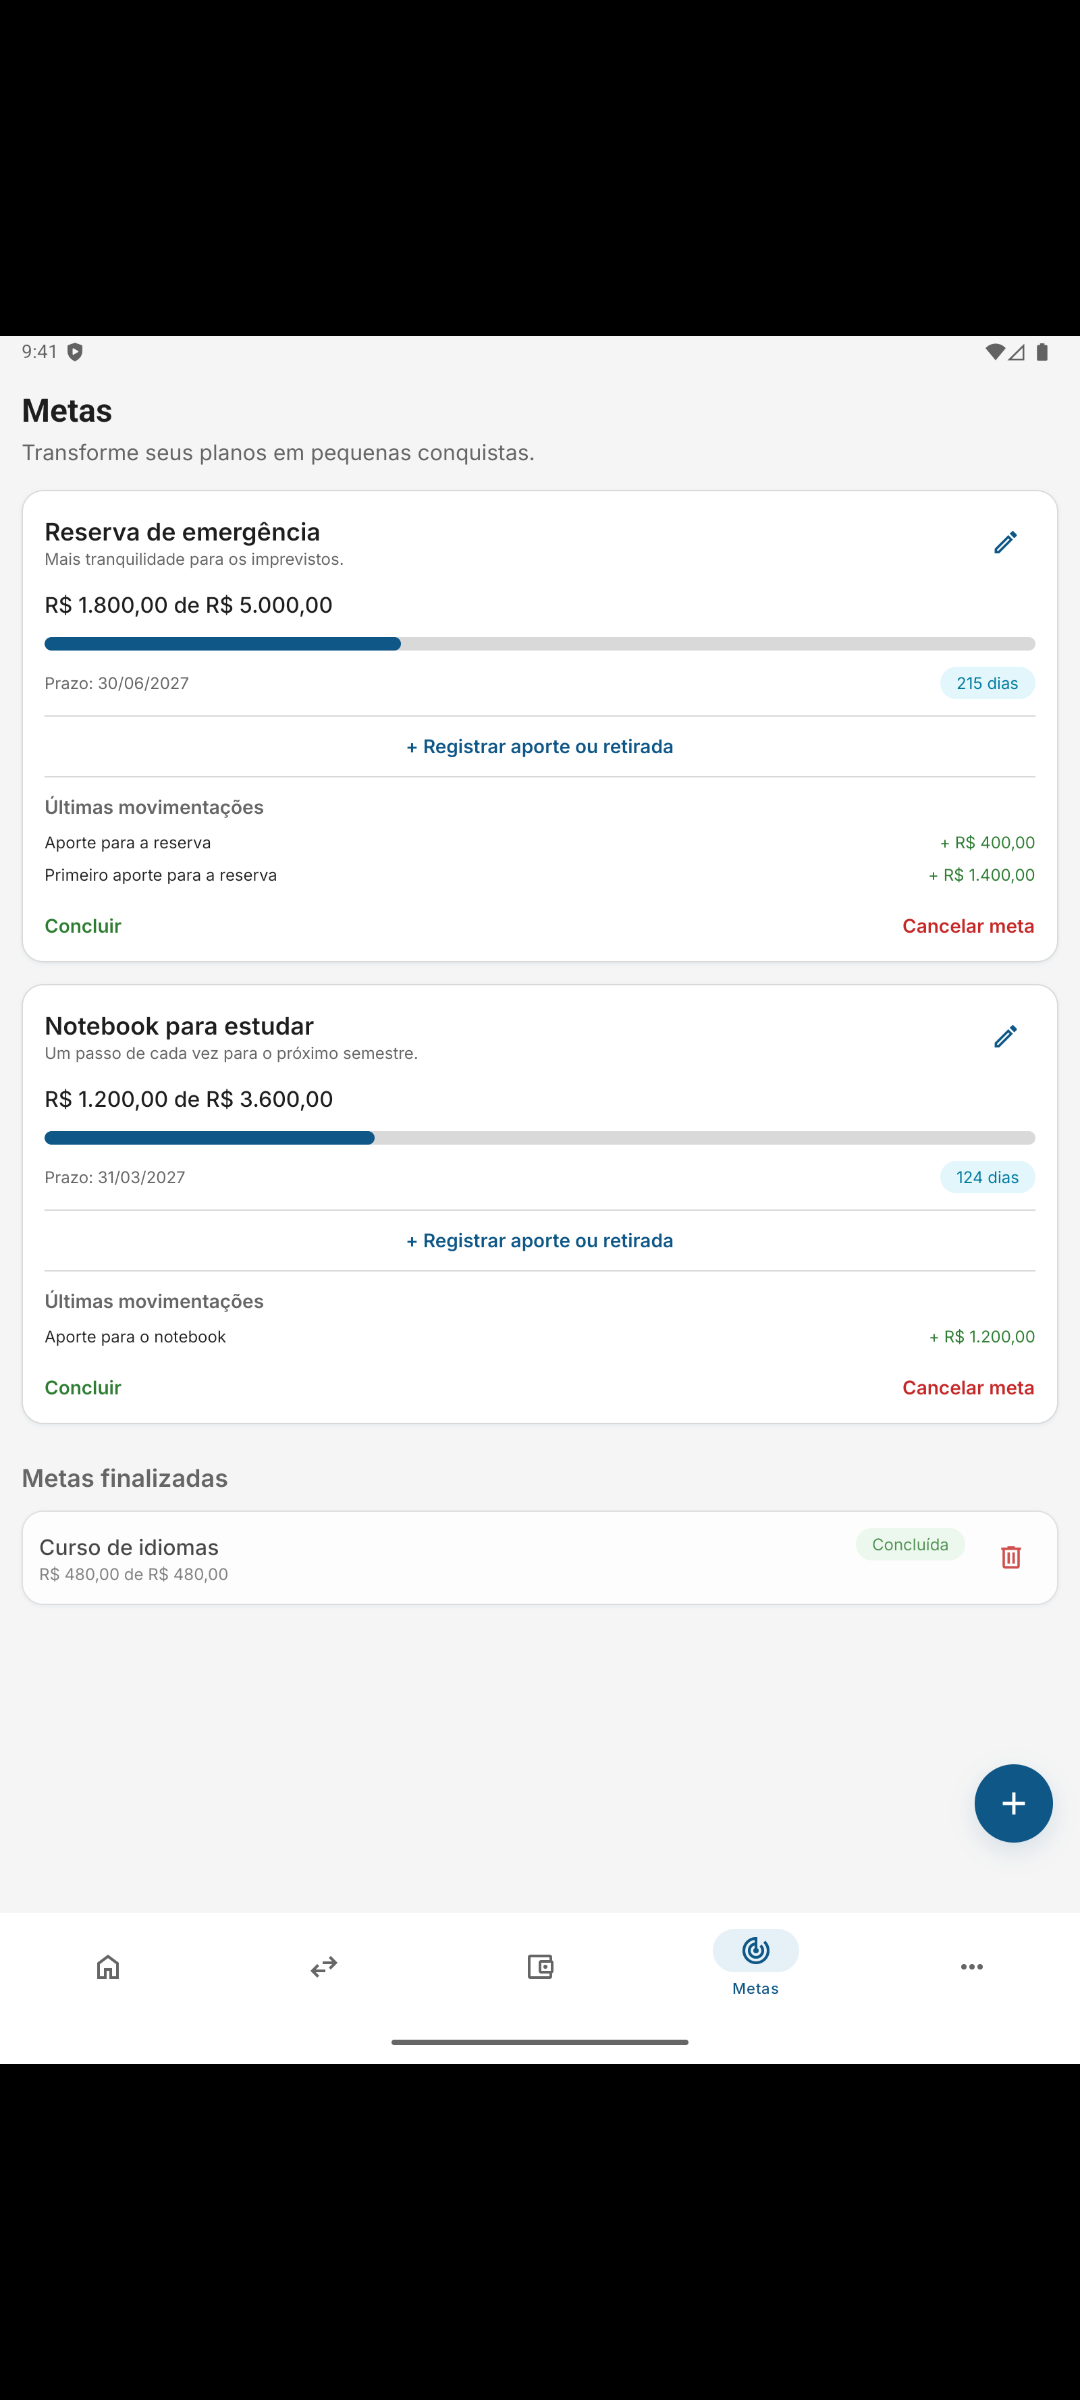 9:41
Metas
Transforme seus planos em pequenas conquistas.
Reserva de emergência
Mais tranquilidade para os imprevistos.
R$ 1.800,00 de R$ 5.000,00
Prazo: 30/06/2027
215 dias
+ Registrar aporte ou retirada
Últimas movimentações
Aporte para a reserva
+ R$ 400,00
Primeiro aporte para a reserva
+ R$ 1.400,00
Concluir
Cancelar meta
Notebook para estudar
Um passo de cada vez para o próximo semestre.
R$ 1.200,00 de R$ 3.600,00
Prazo: 31/03/2027
124 dias
+ Registrar aporte ou retirada
Últimas movimentações
Aporte para o notebook
+ R$ 1.200,00
Concluir
Cancelar meta
Metas finalizadas
Curso de idiomas
Concluída
R$ 480,00 de R$ 480,00
Metas